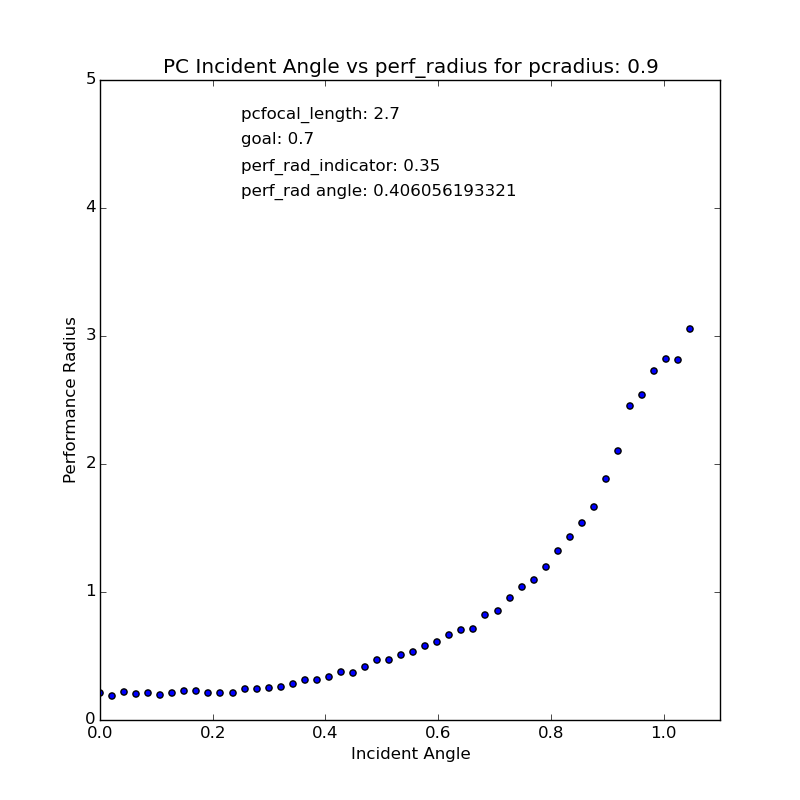 PC Incident Angle vs perf_radius for pcradius: 0.9
5
pcfocal_length: 2.7
goal: 0.7
perf_rad_indicator: 0.35
perf_rad angle: 0.406056193321
4
3
Performance Radius
2
1
0
0.0 0.2 0.4 0.6 0.8 1.0
Incident Angle